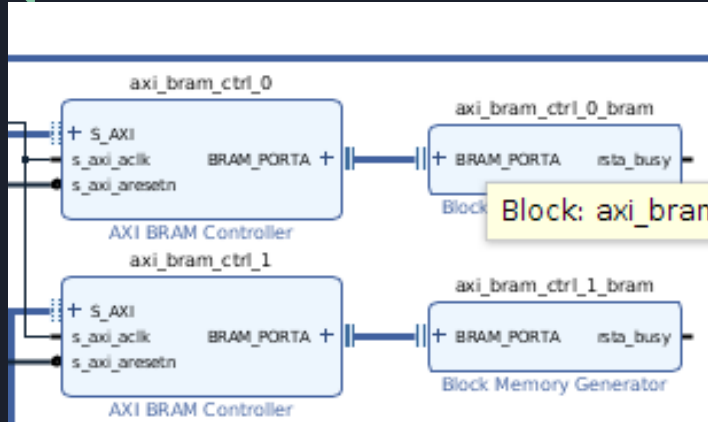 axi_bram_ctrl_0
S_AXI
s_axi_aclk
s_axi_aresetn
BRAM_PORTA
AXI BRAM Controller
axi_bram_ctrl_0_bram
BRAM_PORTA
rsta_busy
Block
Block: axi_bram
axi_bram_ctrl_1
S_AXI
s_axi_aclk
s_axi_aresetn
BRAM_PORTA
AXI BRAM Controller
axi_bram_ctrl_1_bram
BRAM_PORTA
rsta_busy
Block Memory Generator